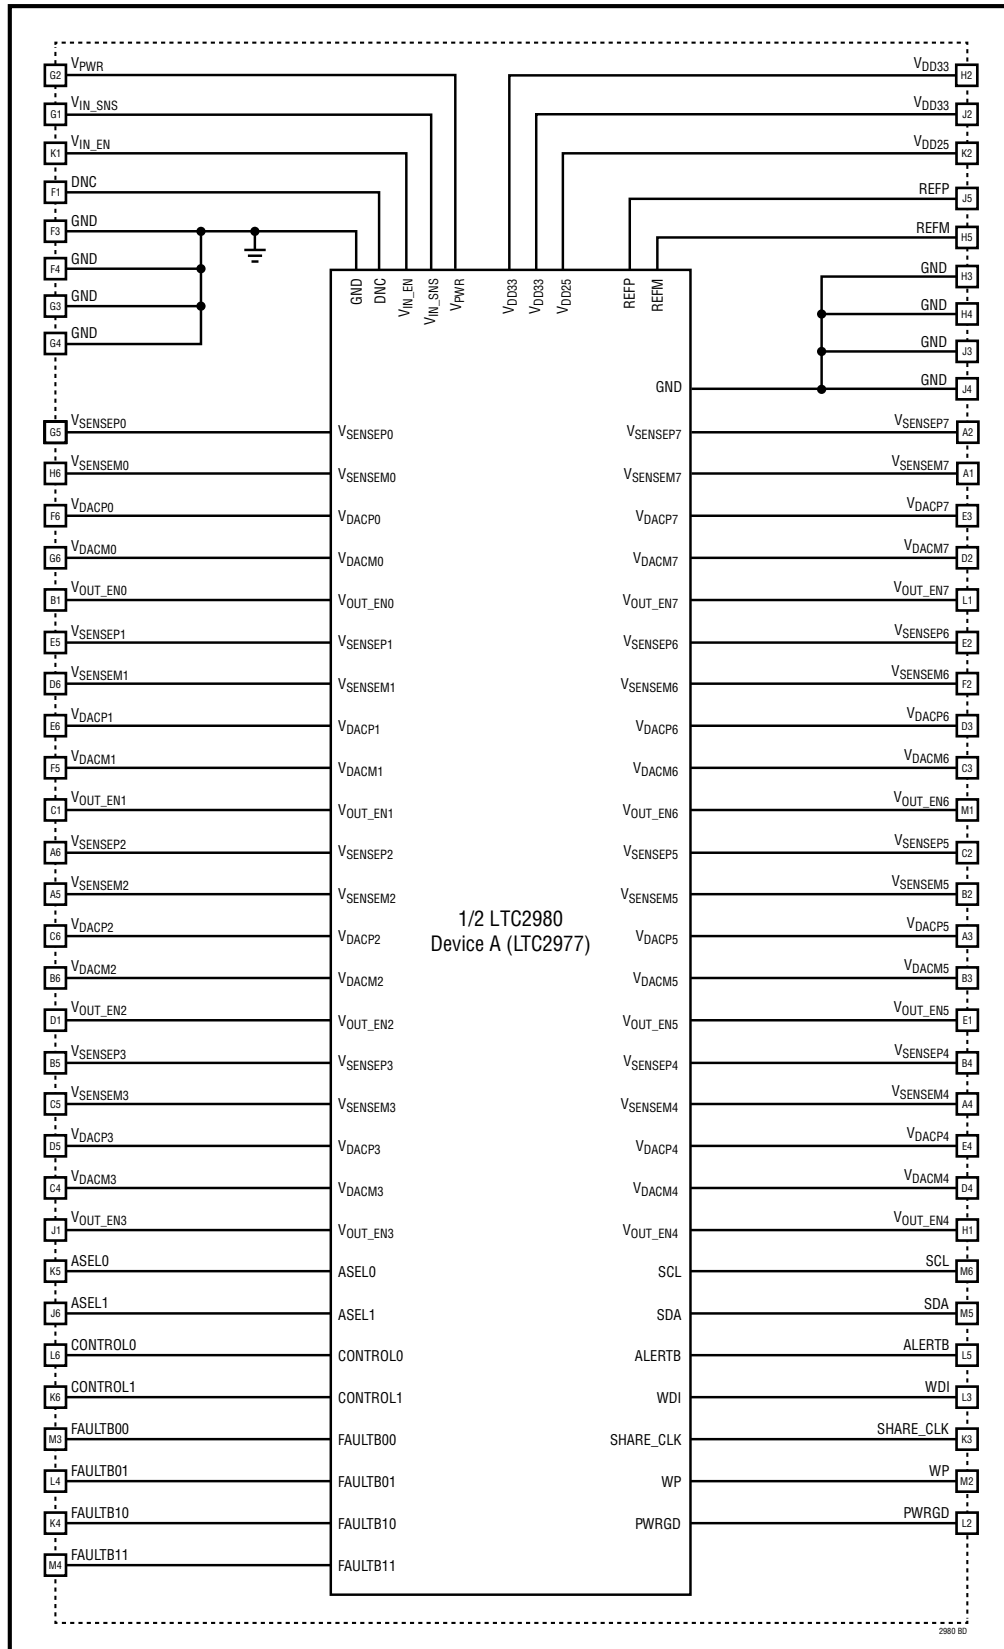 G2 VPWR
G1 VIN_SNS
K1 VIN_EN
F1 DNC
F3 GND
F4 GND
G3 GND
G4 GND
VDD33 H2
VDD33 J2
VDD25 K2
REFP J5
REFM H5
GND H3
GND H4
GND J3
GND J4
GND
DNC
VIN_EN
VIN_SNS
VPWR
VDD33
VDD33
VDD25
REFP
REFM
GND
G5 VSENSEP0 VSENSEP0 VSENSEP7 VSENSEP7 A2
H6 VSENSEM0 VSENSEM0 VSENSEM7 VSENSEM7 A1
F6 VDACP0 VDACP0 VDACP7 VDACP7 E3
G6 VDACM0 VDACM0 VDACM7 VDACM7 D2
B1 VOUT_EN0 VOUT_EN0 VOUT_EN7 VOUT_EN7 L1
E5 VSENSEP1 VSENSEP1 VSENSEP6 VSENSEP6 E2
D6 VSENSEM1 VSENSEM1 VSENSEM6 VSENSEM6 F2
E6 VDACP1 VDACP1 VDACP6 VDACP6 D3
F5 VDACM1 VDACM1 VDACM6 VDACM6 C3
C1 VOUT_EN1 VOUT_EN1 VOUT_EN6 VOUT_EN6 M1
A6 VSENSEP2 VSENSEP2 VSENSEP5 VSENSEP5 C2
A5 VSENSEM2 VSENSEM2 VSENSEM5 VSENSEM5 B2
1/2 LTC2980
Device A (LTC2977)
C6 VDACP2 VDACP2 VDACP5 VDACP5 A3
B6 VDACM2 VDACM2 VDACM5 VDACM5 B3
D1 VOUT_EN2 VOUT_EN2 VOUT_EN5 VOUT_EN5 E1
B5 VSENSEP3 VSENSEP3 VSENSEP4 VSENSEP4 B4
C5 VSENSEM3 VSENSEM3 VSENSEM4 VSENSEM4 A4
D5 VDACP3 VDACP3 VDACP4 VDACP4 E4
C4 VDACM3 VDACM3 VDACM4 VDACM4 D4
J1 VOUT_EN3 VOUT_EN3 VOUT_EN4 VOUT_EN4 H1
K5 ASEL0 ASEL0 SCL SCL M6
J6 ASEL1 ASEL1 SDA SDA M5
L6 CONTROL0 CONTROL0 ALERTB ALERTB L5
K6 CONTROL1 CONTROL1 WDI WDI L3
M3 FAULTB00 FAULTB00 SHARE_CLK SHARE_CLK K3
L4 FAULTB01 FAULTB01 WP WP M2
K4 FAULTB10 FAULTB10 PWRGD PWRGD L2
M4 FAULTB11 FAULTB11
2980 BD